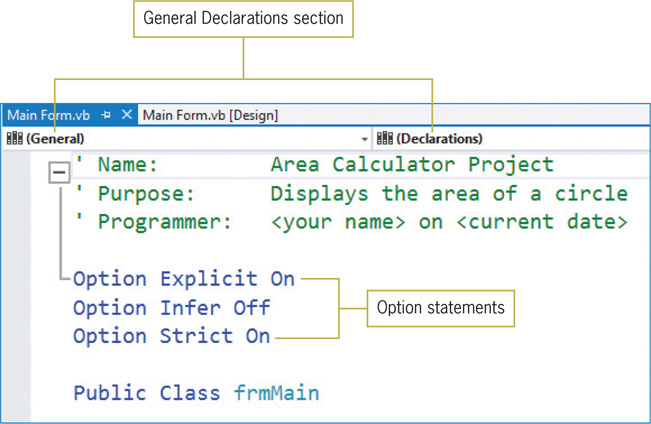 General Declarations section
Main Form.vb Main Form.vb [Design]
(General) (Declarations)
' Name: Area Calculator Project
' Purpose: Displays the area of a circle
' Programmer: <your name> on <current date>
Option Explicit On
Option Infer Off
Option statements
Option Strict On
Public Class frmMain